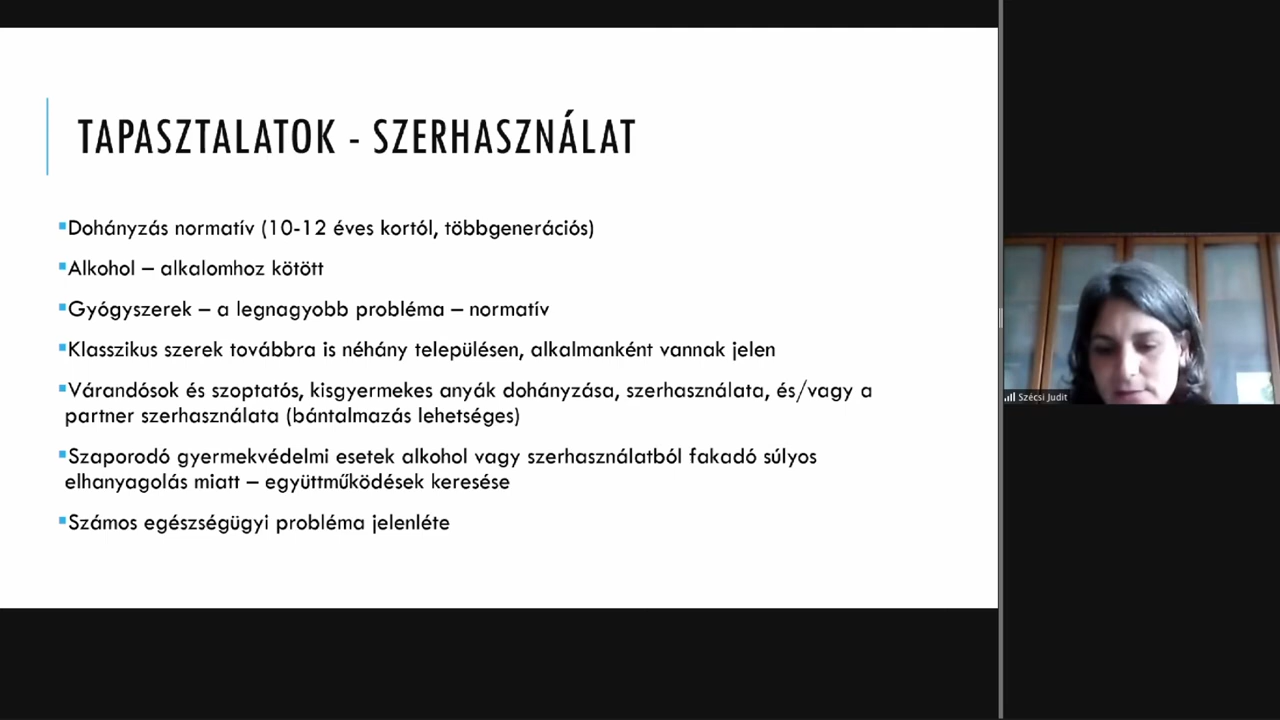 TAPASZTALATOK - SZERHASZNÁLAT
▪Dohányzás normatív (10-12 éves kortól, többgenerációs)
▪Alkohol – alkalomhoz kötött
▪Gyógyszerek – a legnagyobb probléma – normatív
▪Klasszikus szerek továbbra is néhány településen, alkalmanként vannak jelen
▪Várandósok és szoptatós, kisgyermekes anyák dohányzása, szerhasználata, és/vagy a
partner szerhasználata (bántalmazás lehetséges)
▪Szaporodó gyermekvédelmi esetek alkohol vagy szerhasználatból fakadó súlyos
elhanyagolás miatt – együttműködések keresése
▪Számos egészségügyi probléma jelenléte
Szécsi Judit